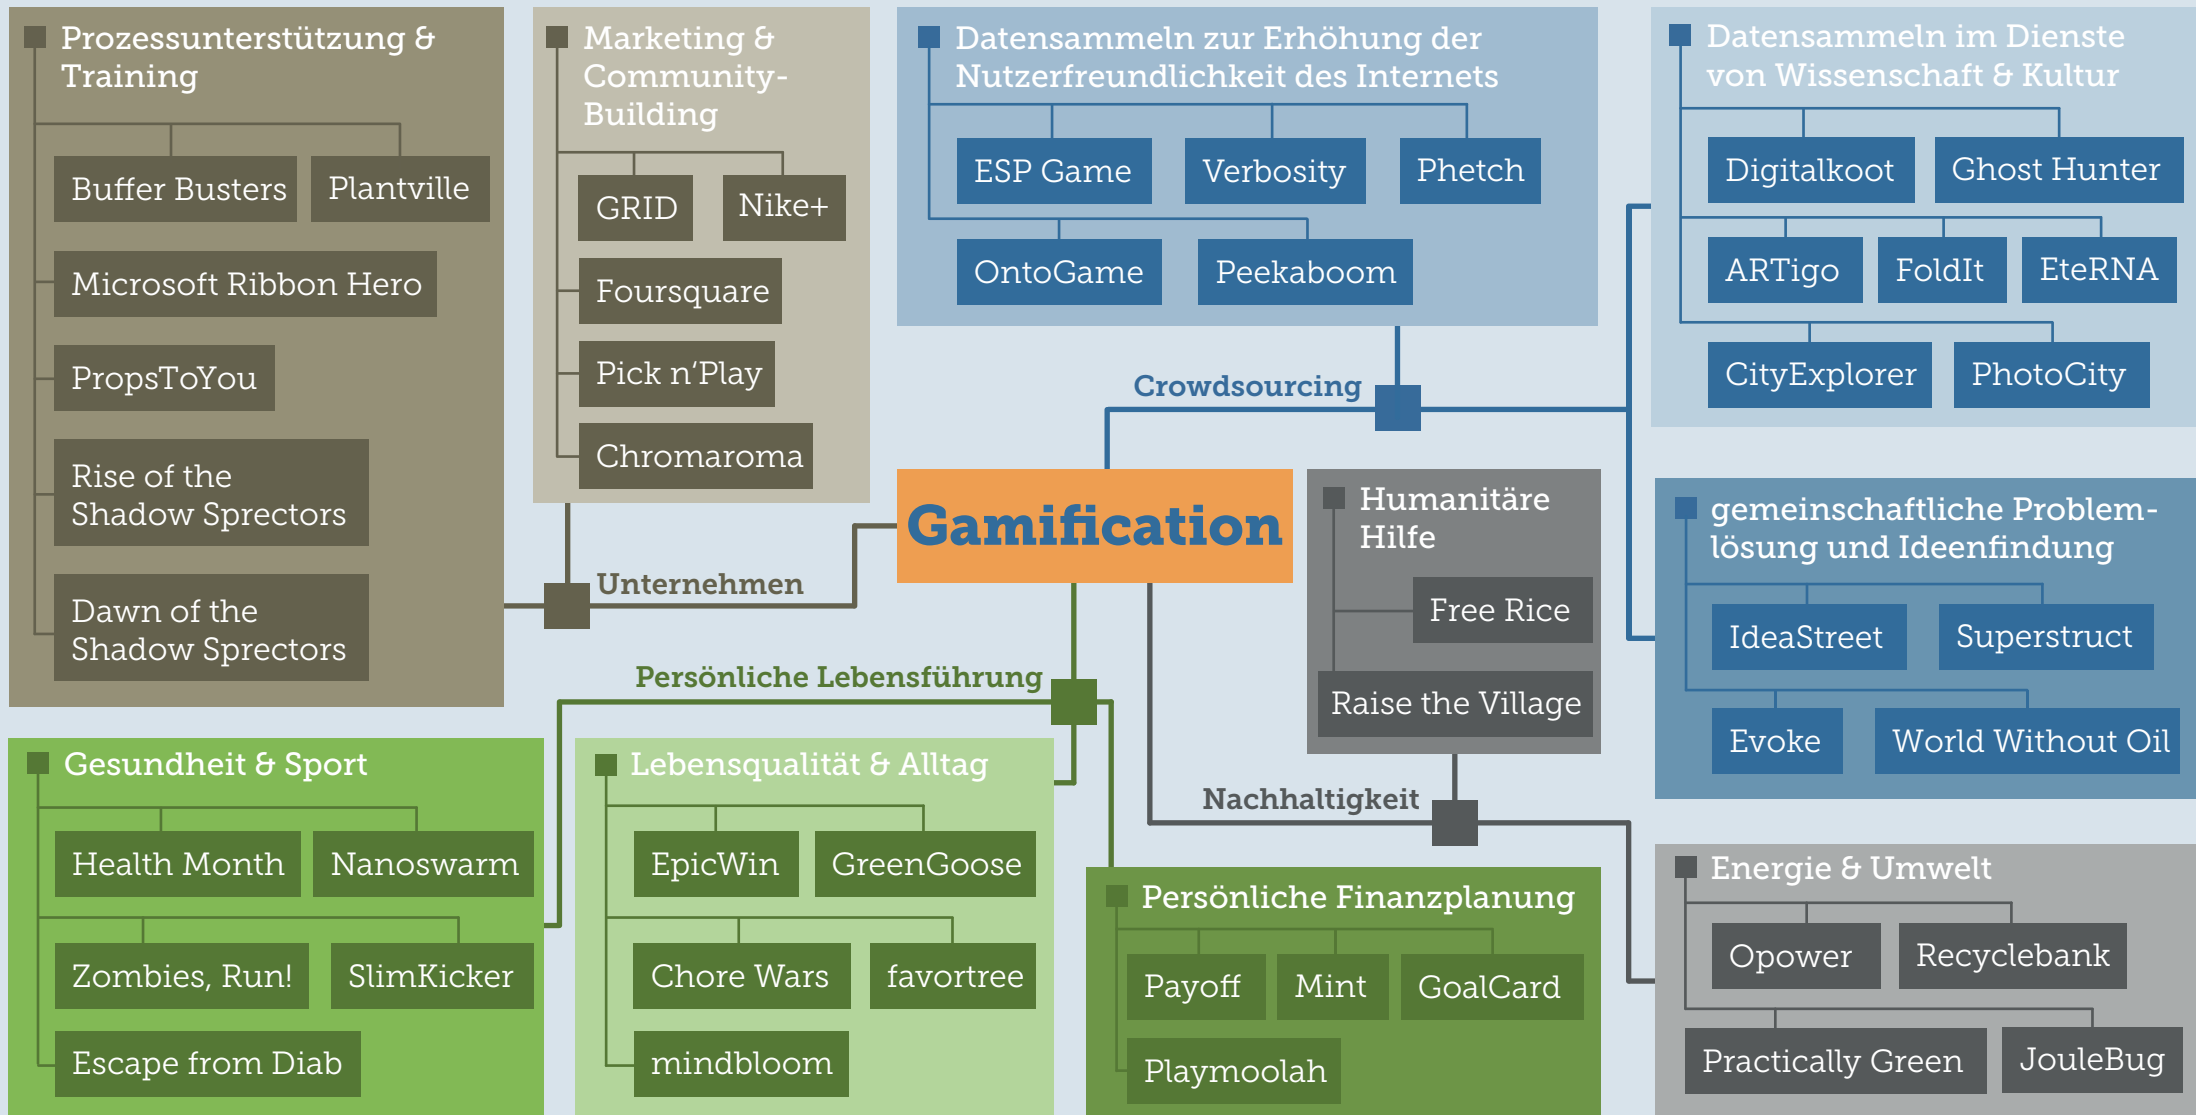 Prozessunterstützung &
Training
Buffer Busters
Plantville
Microsoft Ribbon Hero
PropsToYou
Rise of the
Shadow Sprectors
Dawn of the
Shadow Sprectors
Marketing &
Community-
Building
GRID
Nike+
Foursquare
Pick n’Play
Chromaroma
Unternehmen
Datensammeln zur Erhöhung der
Nutzerfreundlichkeit des Internets
ESP Game
Verbosity
Phetch
OntoGame
Peekaboom
Crowdsourcing
Datensammeln im Dienste
von Wissenschaft & Kultur
Digitalkoot
Ghost Hunter
ARTigo
FoldIt
EteRNA
CityExplorer
PhotoCity
gemeinschaftliche Problem-
lösung und Ideenfindung
IdeaStreet
Superstruct
Evoke
World Without Oil
Gamification
Humanitäre
Hilfe
Free Rice
Raise the Village
Nachhaltigkeit
Energie & Umwelt
Opower
Recyclebank
Practically Green
JouleBug
Persönliche Lebensführung
Gesundheit & Sport
Health Month
Nanoswarm
Zombies, Run!
SlimKicker
Escape from Diab
Lebensqualität & Alltag
EpicWin
GreenGoose
Chore Wars
favortree
mindbloom
Persönliche Finanzplanung
Payoff
Mint
GoalCard
Playmoolah